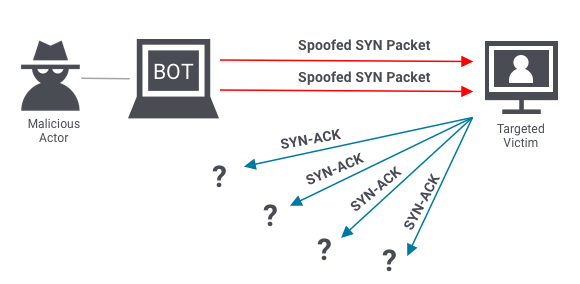 Spoofed SYN Packet
BOT
Spoofed SYN Packet
Malicious
Actor
Targeted
Victim
SYN-ACK
SYN-ACK
SYN-ACK
SYN-ACK
?
?
?
?